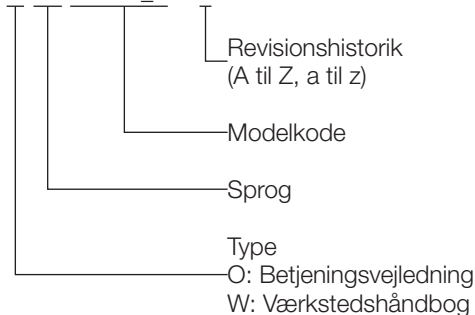 Revisionshistorik
(A til Z, a til z)
Modelkode
Sprog
Type
O: Betjeningsvejledning
W: Værkstedshåndbog